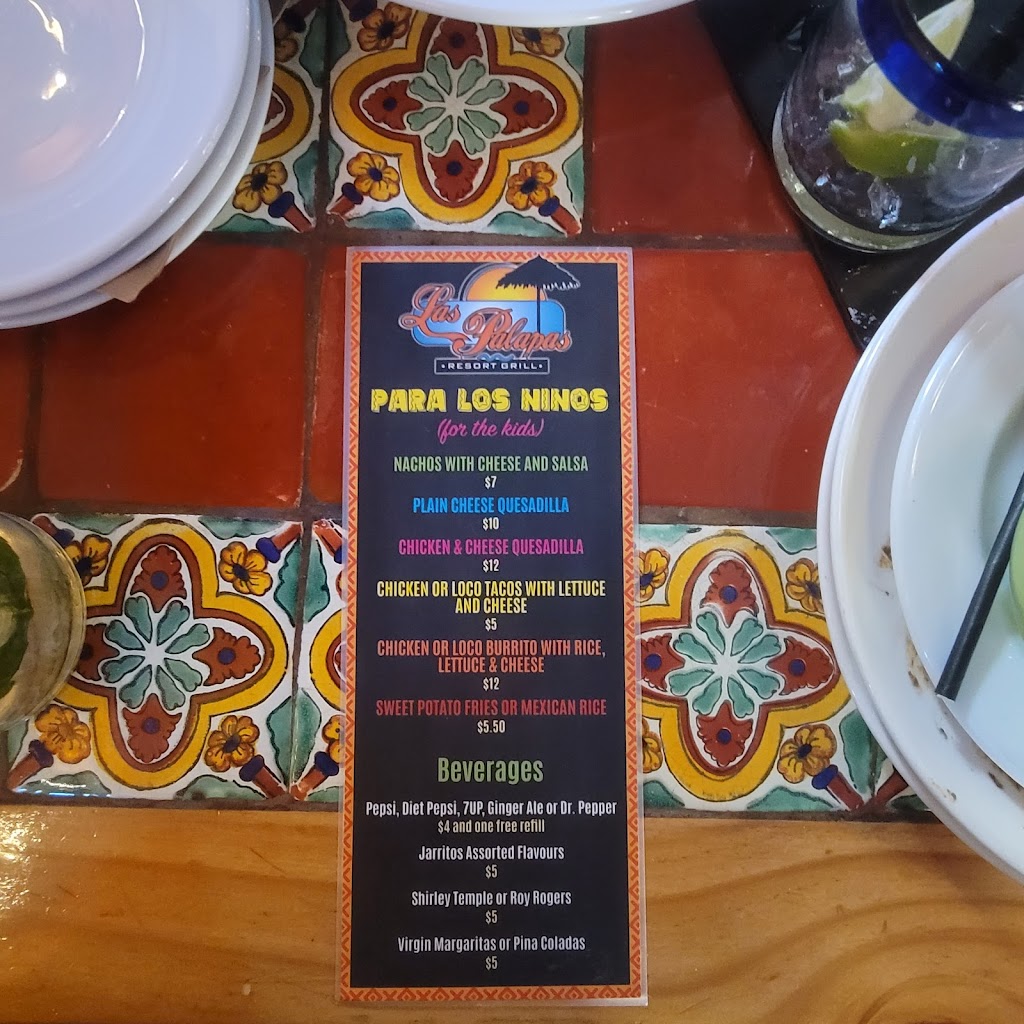 Las
Palapas
• RESORT GRILL •
PARA LOS NINOS
(for the kids)
NACHOS WITH CHEESE AND SALSA
$7
PLAIN CHEESE QUESADILLA
$10
CHICKEN & CHEESE QUESADILLA
$12
CHICKEN OR LOCO TACOS WITH LETTUCE
AND CHEESE
$5
CHICKEN OR LOCO BURRITO WITH RICE,
LETTUCE & CHEESE
$12
SWEET POTATO FRIES OR MEXICAN RICE
$5.50
Beverages
Pepsi, Diet Pepsi, 7UP, Ginger Ale or Dr. Pepper
$4 and one free refill
Jarritos Assorted Flavours
$5
Shirley Temple or Roy Rogers
$5
Virgin Margaritas or Pina Coladas
$5